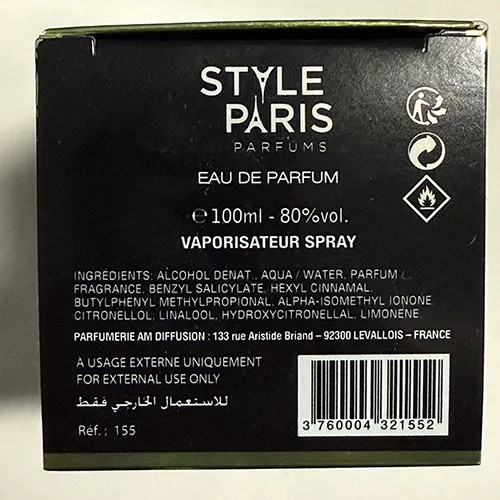 STYLE
PARIS
PARFUMS
EAU DE PARFUM
℮ 100ml - 80%vol.
VAPORISATEUR SPRAY
INGRÉDIENTS: ALCOHOL DENAT., AQUA / WATER, PARFUM /
FRAGRANCE, BENZYL SALICYLATE, HEXYL CINNAMAL,
BUTYLPHENYL METHYLPROPIONAL, ALPHA-ISOMETHYL IONONE,
CITRONELLOL, LINALOOL, HYDROXYCITRONELLAL, LIMONENE.
PARFUMERIE AM DIFFUSION : 133 rue Aristide Briand – 92300 LEVALLOIS – FRANCE
À USAGE EXTERNE UNIQUEMENT
FOR EXTERNAL USE ONLY
للاستعمال الخارجي فقط
Réf.: 155
3 760004 321552